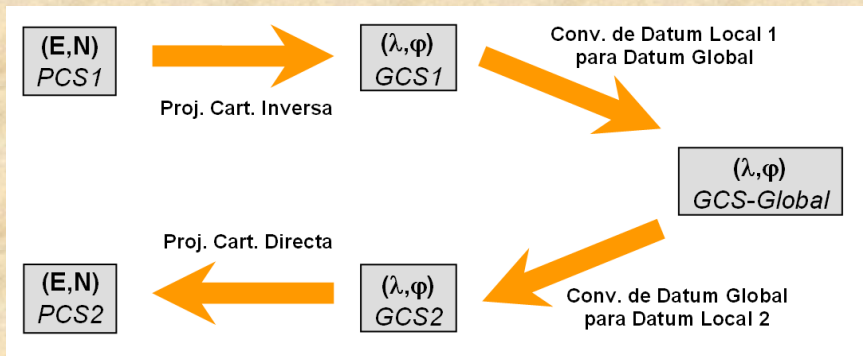 (E,N)
PCS1
Proj. Cart. Inversa
(λ,φ)
GCS1
Conv. de Datum Local 1
para Datum Global
(λ,φ)
GCS-Global
Conv. de Datum Global
para Datum Local 2
(λ,φ)
GCS2
Proj. Cart. Directa
(E,N)
PCS2